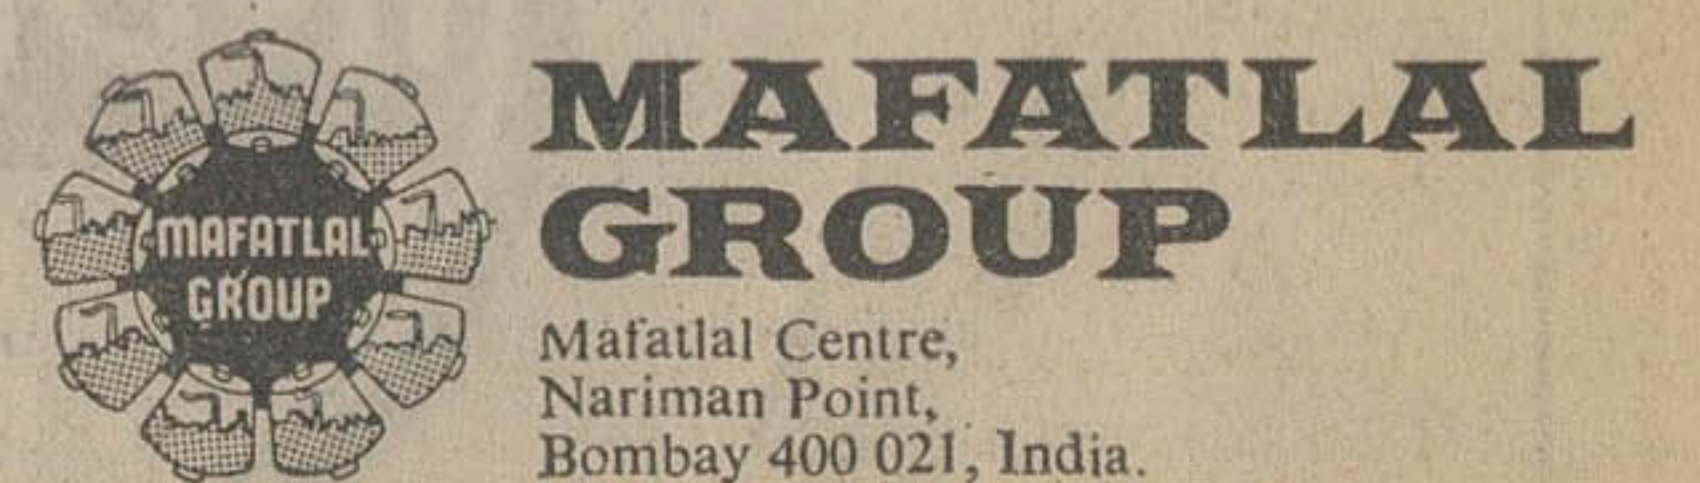 MAFATLAL
GROUP
MAFATLAL
GROUP
Mafatlal Centre,
Nariman Point,
Bombay 400 021, India.